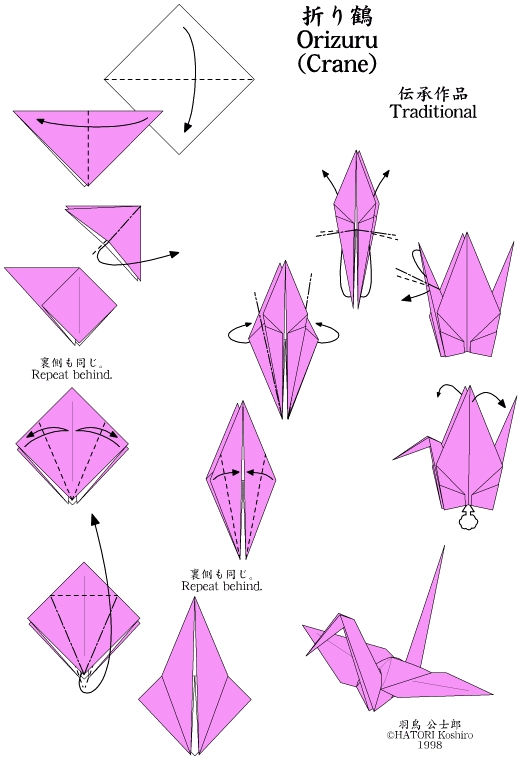 折り鶴
Orizuru
(Crane)
伝承作品
Traditional
裏側も同じ。
Repeat behind.
裏側も同じ。
Repeat behind.
羽鳥 公士郎
©HATORI Koshiro
1998